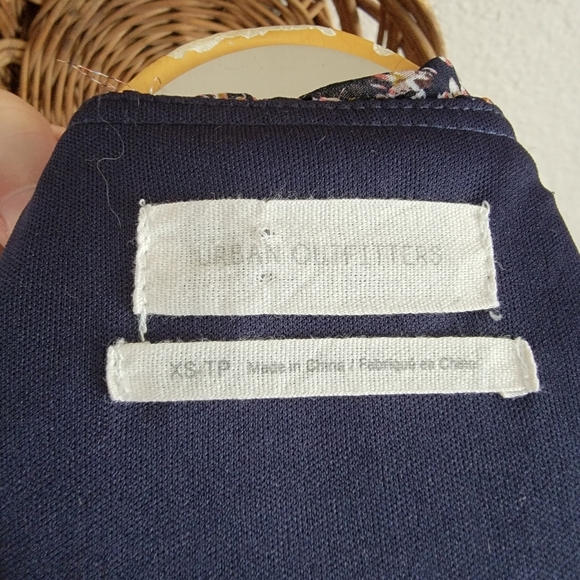 URBAN OUTFITTERS
XS/TP Made in China / Fabriqué en Chine